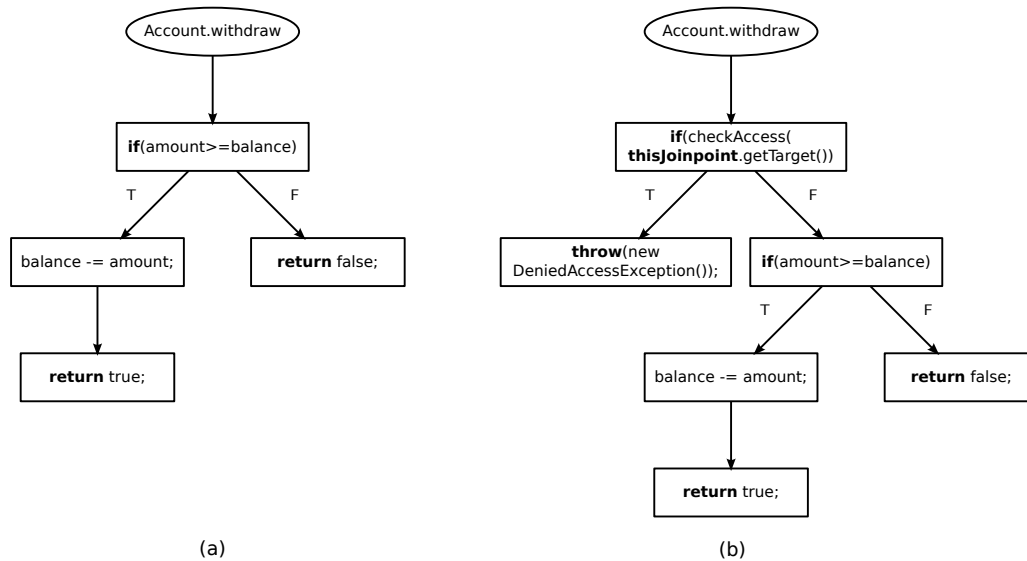 Account.withdraw
if(amount>=balance)
T
F
balance -= amount;
return false;
return true;
(a)
Account.withdraw
if(checkAccess(
thisJoinpoint.getTarget())
T
F
throw(new
DeniedAccessException());
if(amount>=balance)
T
F
balance -= amount;
return false;
return true;
(b)